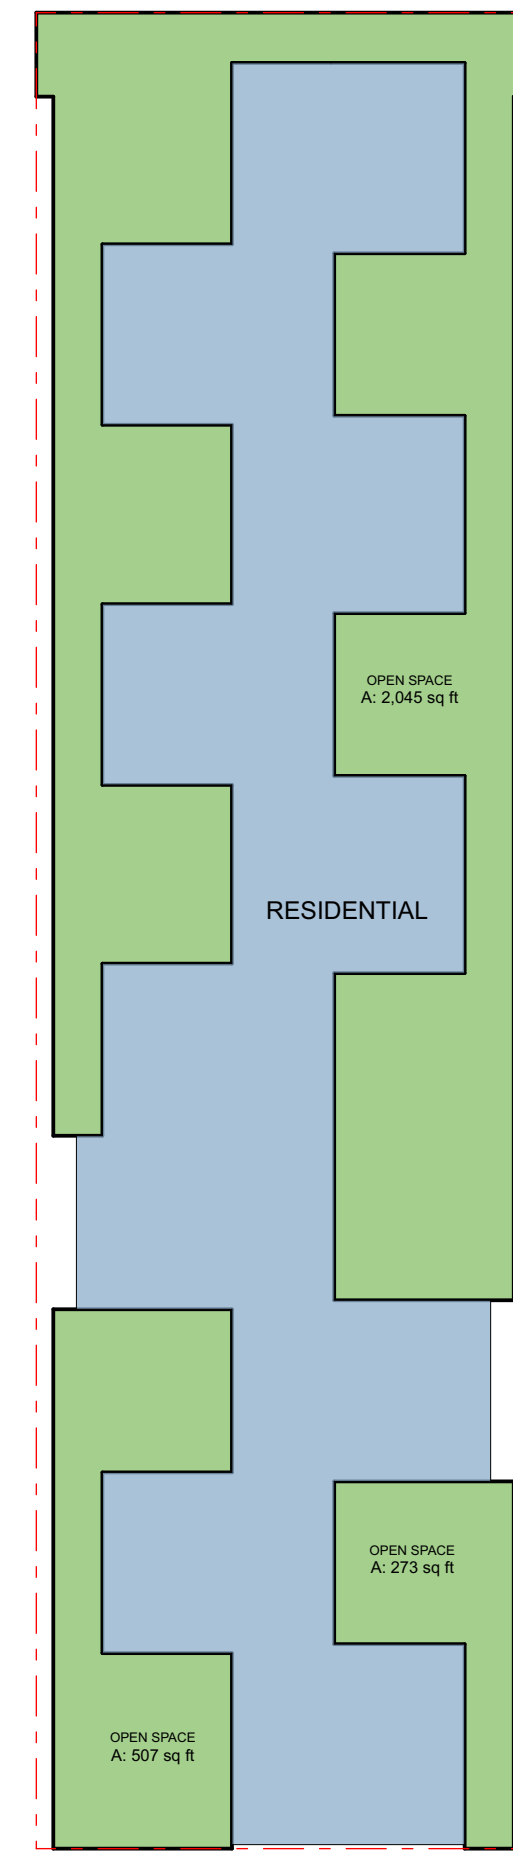 OPEN SPACE
A: 2,045 sq ft
RESIDENTIAL
OPEN SPACE
A: 273 sq ft
OPEN SPACE
A: 507 sq ft